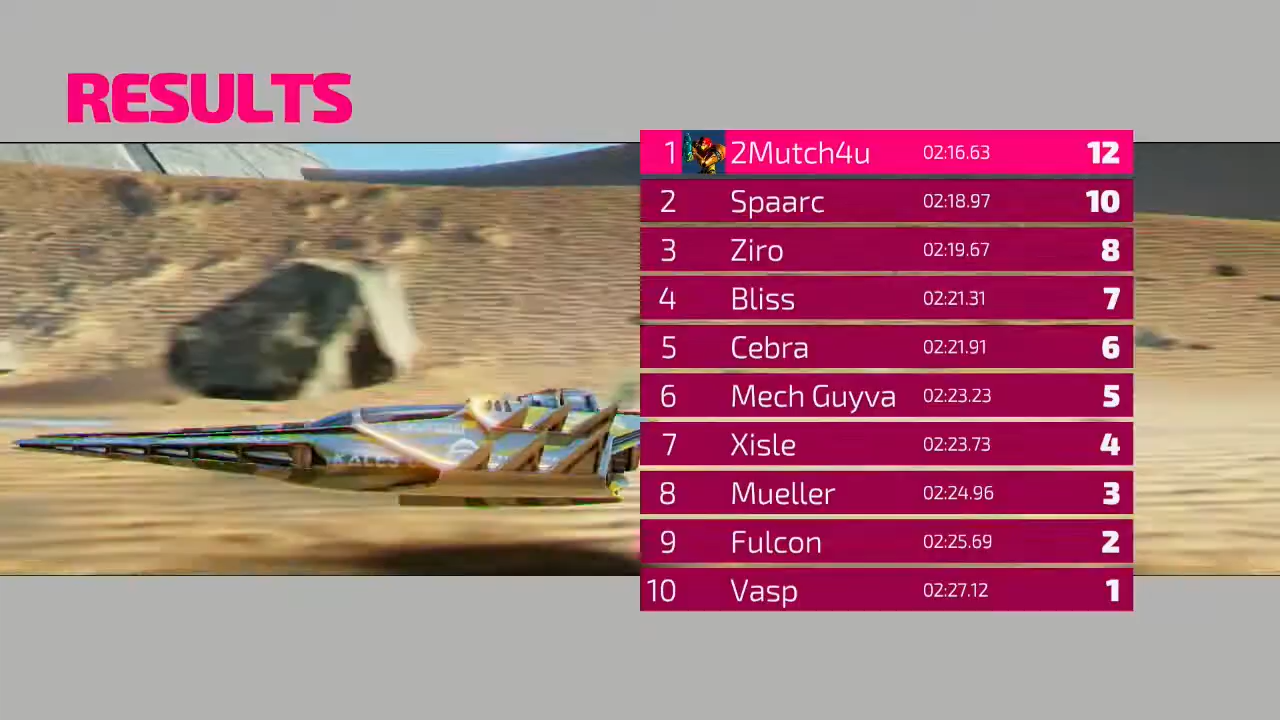 RESULTS
1 2Mutch4u 02:16.63 12
2 Spaarc 02:18.97 10
3 Ziro 02:19.67 8
4 Bliss 02:21.31 7
5 Cebra 02:21.91 6
6 Mech Guyva 02:23.23 5
7 Xisle 02:23.73 4
8 Mueller 02:24.96 3
9 Fulcon 02:25.69 2
10 Vasp 02:27.12 1